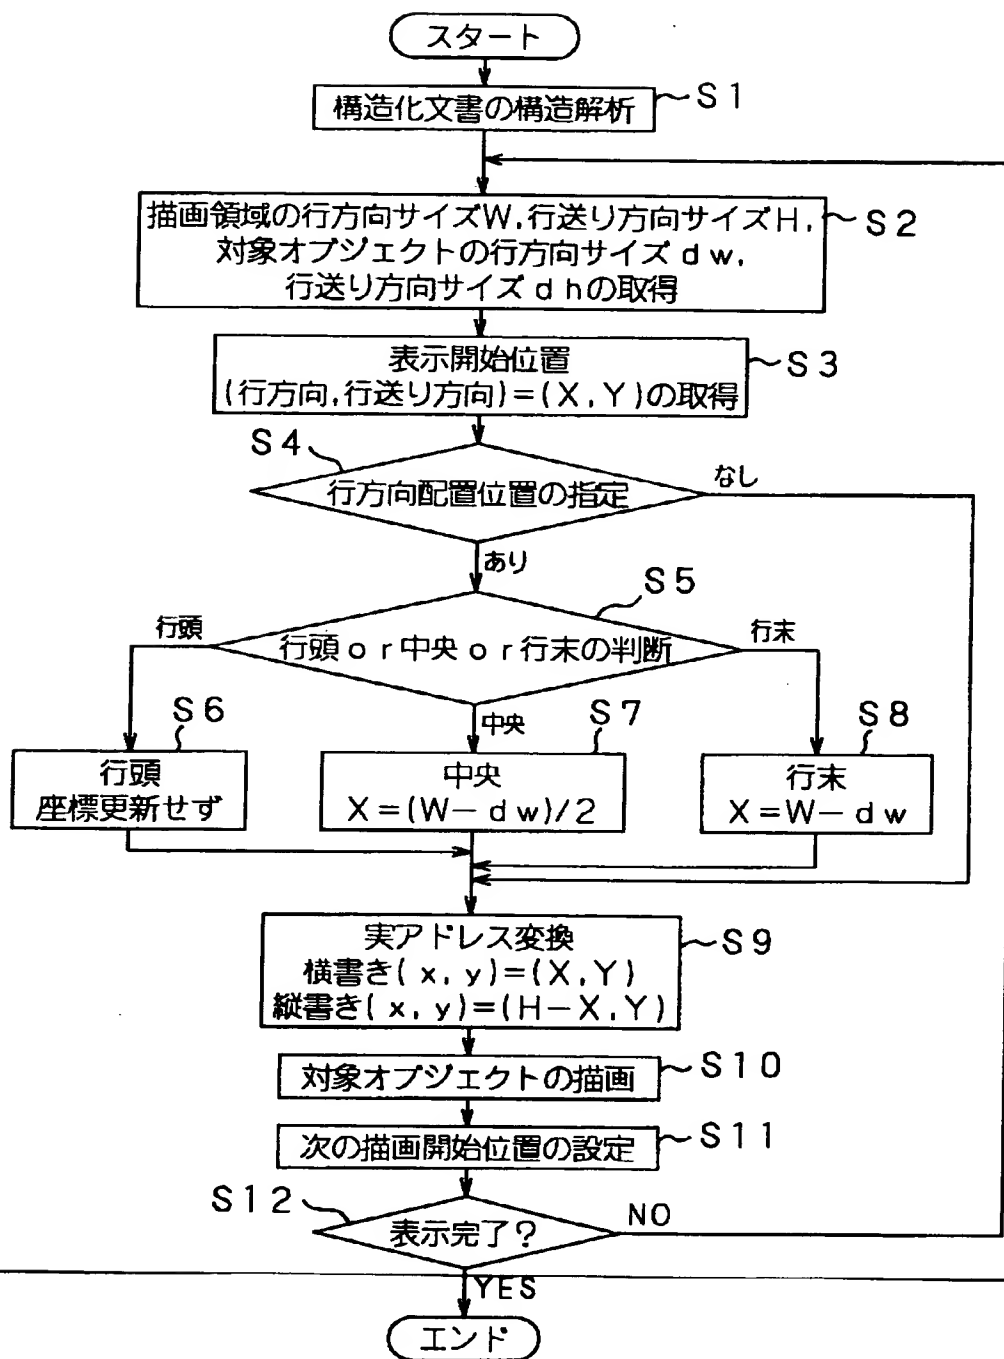 スタート
構造化文書の構造解析
S1
描画領域の行方向サイズW,行送り方向サイズH,
対象オブジェクトの行方向サイズdw,
行送り方向サイズdhの取得
S2
表示開始位置
(行方向,行送り方向)=(X,Y)の取得
S3
S4
行方向配置位置の指定
なし
あり
S5
行頭
行頭or中央or行末の判断
行末
中央
S6
行頭
座標更新せず
S7
中央
X=(W-dw)/2
S8
行末
X=W-dw
実アドレス変換
横書き(x,y)=(X,Y)
縦書き(x,y)=(H-X,Y)
S9
対象オブジェクトの描画
S10
次の描画開始位置の設定
S11
S12
表示完了?
NO
YES
エンド